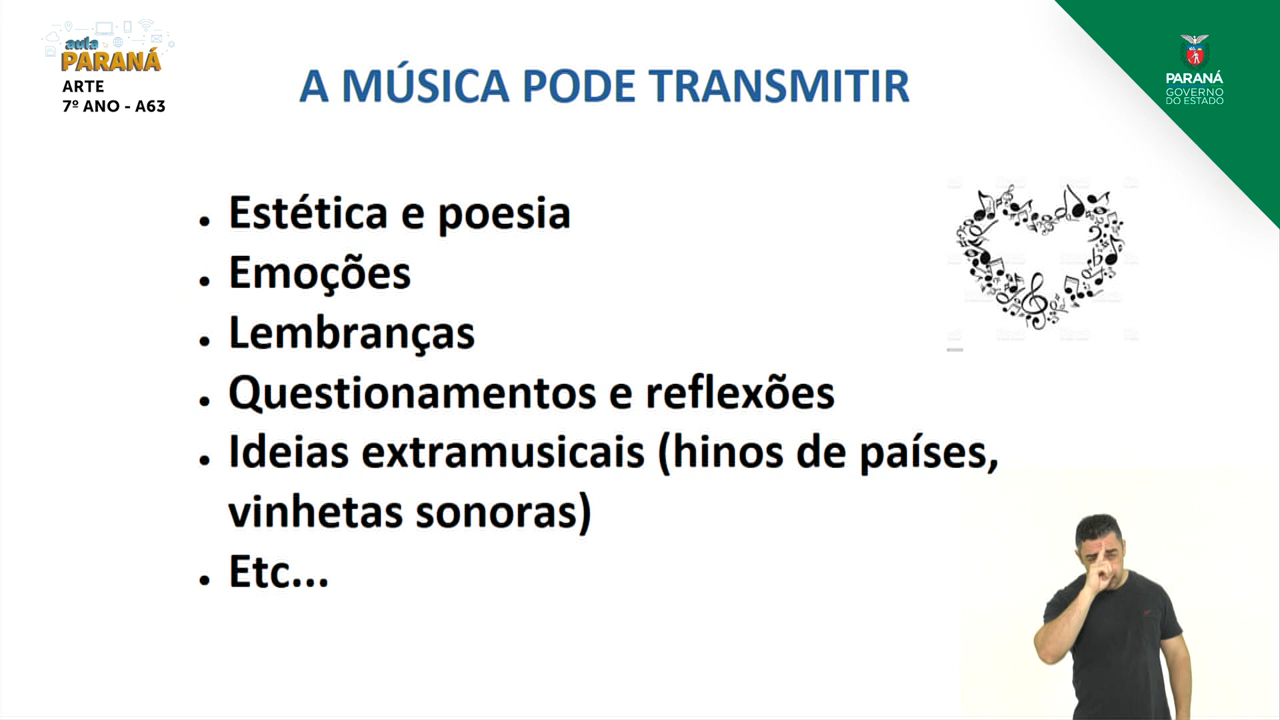 aula
PARANÁ
ARTE
7º ANO - A63
A MÚSICA PODE TRANSMITIR
PARANÁ
GOVERNO
DO ESTADO
• Estética e poesia
• Emoções
• Lembranças
• Questionamentos e reflexões
• Ideias extramusicais (hinos de países,
vinhetas sonoras)
• Etc...